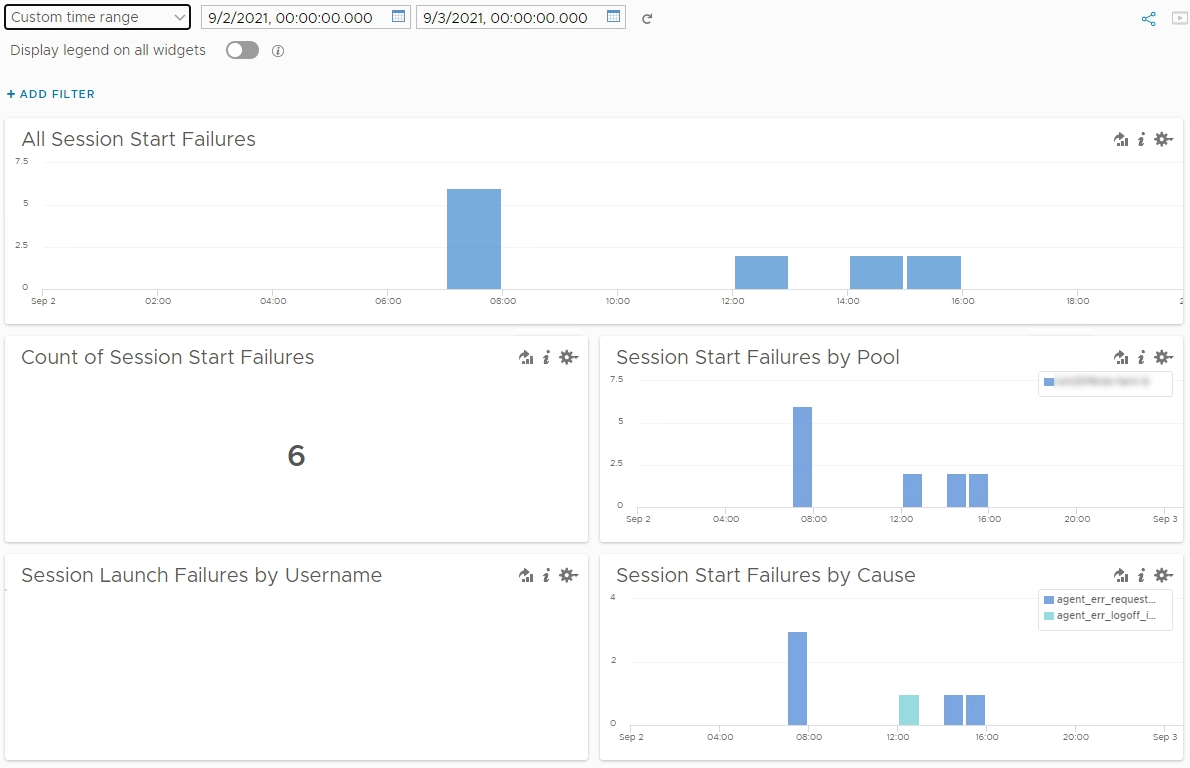 Custom time range 9/2/2021, 00:00:00.000 9/3/2021, 00:00:00.000
Display legend on all widgets
+ ADD FILTER
All Session Start Failures
7.5
5
2.5
0
Sep 2 02:00 04:00 06:00 08:00 10:00 12:00 14:00 16:00 18:00 2
Count of Session Start Failures
6
Session Start Failures by Pool
7.5
5
2.5
0
Sep 2 04:00 08:00 12:00 16:00 20:00 Sep 3
Session Launch Failures by Username
Session Start Failures by Cause
agent_err_request...
agent_err_logoff_i...
4
2
0
Sep 2 04:00 08:00 12:00 16:00 20:00 Sep 3